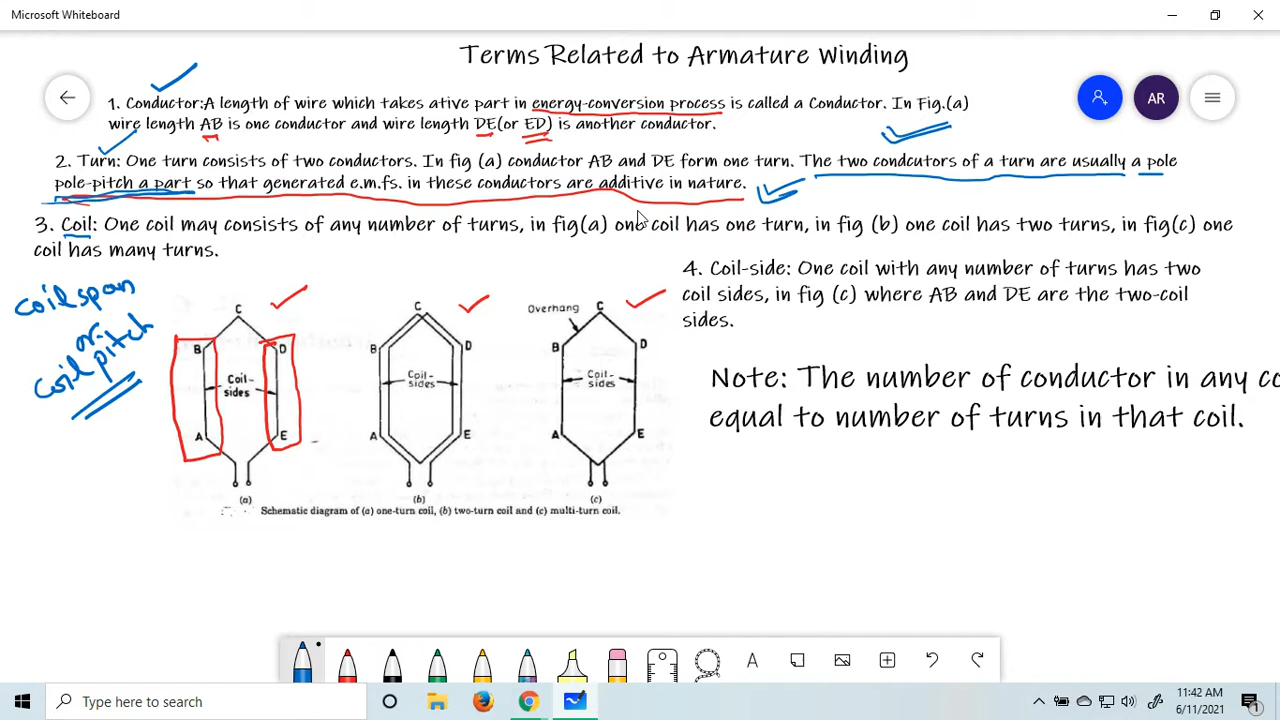 Microsoft Whiteboard
Terms Related to Armature Winding
AR
1. Conductor:A length of wire which takes ative part in energy-conversion process is called a Conductor. In Fig.(a)
wire length AB is one conductor and wire length DE(or ED) is another conductor.
2. Turn: One turn consists of two conductors. In fig (a) conductor AB and DE form one turn. The two condcutors of a turn are usually a pole
pole-pitch a part so that generated e.m.fs. in these conductors are additive in nature.
3. Coil: One coil may consists of any number of turns, in fig(a) one coil has one turn, in fig (b) one coil has two turns, in fig(c) one
coil has many turns.
4. Coil-side: One coil with any number of turns has two
coil sides, in fig (c) where AB and DE are the two-coil
sides.
coil span
or
coil pitch
C
B
D
Coil-
sides
A
E
(a)
C
B
D
Coil-
sides
A
E
(b)
Overhang
C
B
D
Coil-
sides
A
E
(c)
Schematic diagram of (a) one-turn coil, (b) two-turn coil and (c) multi-turn coil.
Note: The number of conductor in any co
equal to number of turns in that coil.
A
Type here to search
11:42 AM
6/11/2021
1